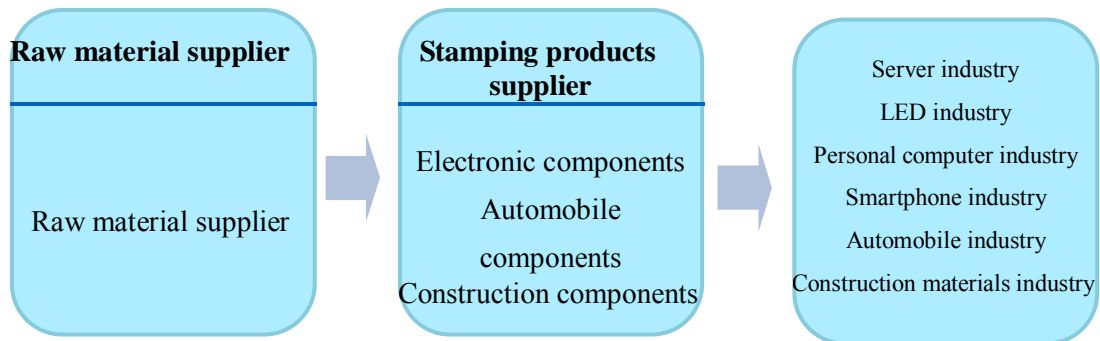 Raw material supplier
Raw material supplier
Stamping products
supplier
Electronic components
Automobile
components
Construction components
Server industry
LED industry
Personal computer industry
Smartphone industry
Automobile industry
Construction materials industry